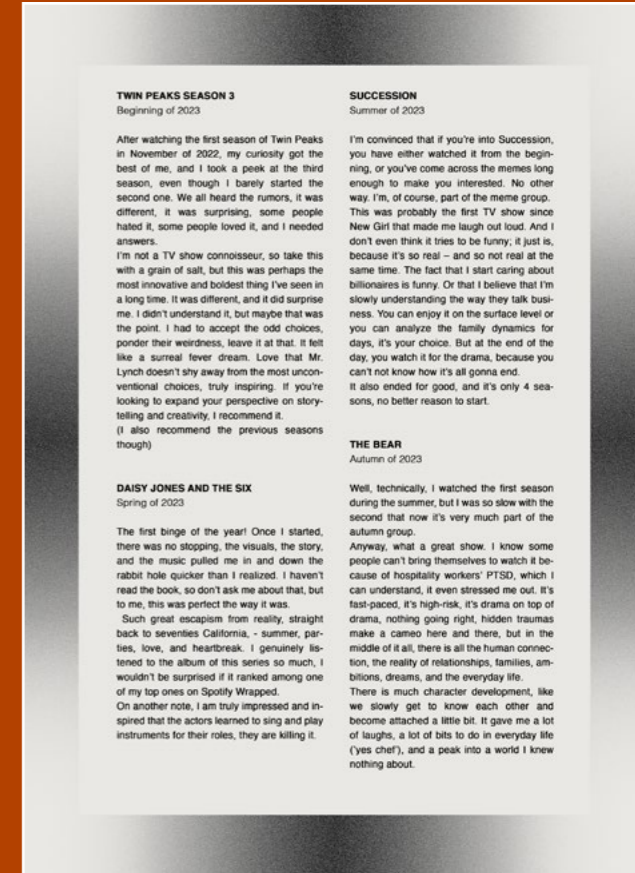 TWIN PEAKS SEASON 3
Beginning of 2023
After watching the first season of Twin Peaks
in November of 2022, my curiosity got the
best of me, and I took a peek at the third
season, even though I barely started the
second one. We all heard the rumors, it was
different, it was surprising, some people
hated it, some people loved it, and I needed
answers.
I'm not a TV show connoisseur, so take this
with a grain of salt, but this was perhaps the
most innovative and boldest thing I've seen in
a long time. It was different, and it did surprise
me. I didn't understand it, but maybe that was
the point. I had to accept the odd choices,
ponder their weirdness, leave it at that. It felt
like a surreal fever dream. Love that Mr.
Lynch doesn't shy away from the most uncon-
ventional choices, truly inspiring. If you're
looking to expand your perspective on story-
telling and creativity, I recommend it.
(I also recommend the previous seasons
though)
DAISY JONES AND THE SIX
Spring of 2023
The first binge of the year! Once I started,
there was no stopping, the visuals, the story,
and the music pulled me in and down the
rabbit hole quicker than I realized. I haven't
read the book, so don't ask me about that, but
to me, this was perfect the way it was.
Such great escapism from reality, straight
back to seventies California, - summer, par-
ties, love, and heartbreak. I genuinely lis-
tened to the album of this series so much, I
wouldn't be surprised if it ranked among one
of my top ones on Spotify Wrapped.
On another note, I am truly impressed and in-
spired that the actors learned to sing and play
instruments for their roles, they are killing it.
SUCCESSION
Summer of 2023
I'm convinced that if you're into Succession,
you have either watched it from the begin-
ning, or you've come across the memes long
enough to make you interested. No other
way. I'm, of course, part of the meme group.
This was probably the first TV show since
New Girl that made me laugh out loud. And I
don't even think it tries to be funny; it just is,
because it's so real – and so not real at the
same time. The fact that I start caring about
billionaires is funny. Or that I believe that I'm
slowly understanding the way they talk busi-
ness. You can enjoy it on the surface level or
you can analyze the family dynamics for
days, it's your choice. But at the end of the
day, you watch it for the drama, because you
can't not know how it's all gonna end.
It also ended for good, and it's only 4 sea-
sons, no better reason to start.
THE BEAR
Autumn of 2023
Well, technically, I watched the first season
during the summer, but I was so slow with the
second that now it's very much part of the
autumn group.
Anyway, what a great show. I know some
people can't bring themselves to watch it be-
cause of hospitality workers' PTSD, which I
can understand, it even stressed me out. It's
fast-paced, it's high-risk, it's drama on top of
drama, nothing going right, hidden traumas
make a cameo here and there, but in the
middle of it all, there is all the human connec-
tion, the reality of relationships, families, am-
bitions, dreams, and the everyday life.
There is much character development, like
we slowly get to know each other and
become attached a little bit. It gave me a lot
of laughs, a lot of bits to do in everyday life
('yes chef'), and a peak into a world I knew
nothing about.